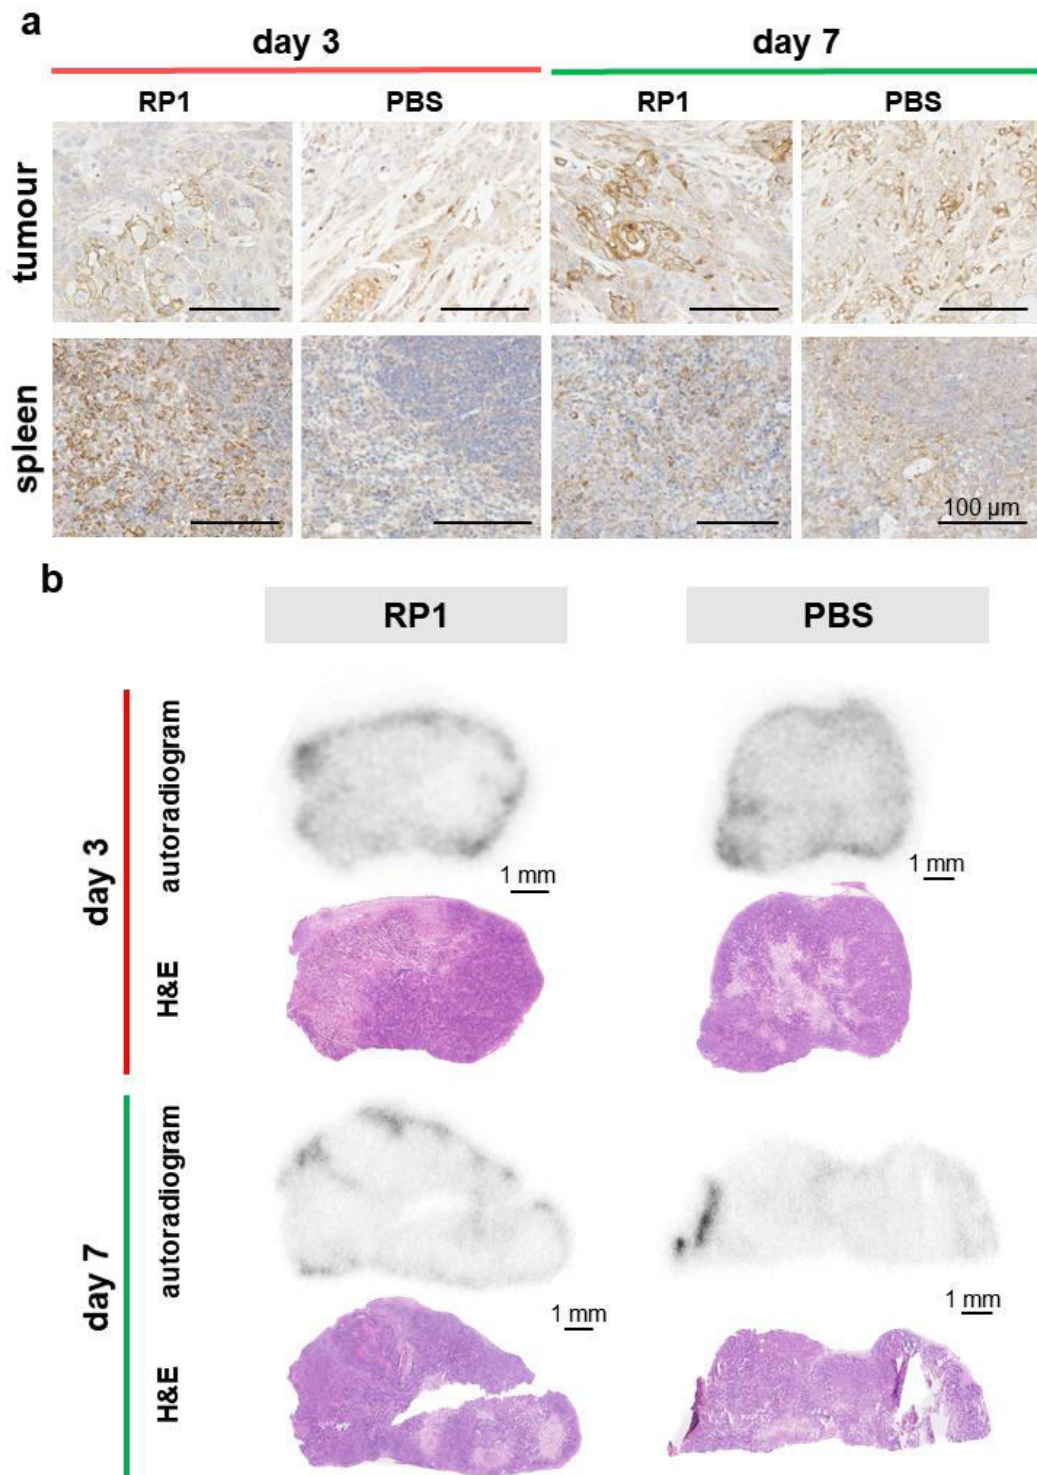 a
day 3 day 7
RP1 PBS RP1 PBS
tumour
spleen
100 µm
b
RP1 PBS
day 3
autoradiogram
1 mm
1 mm
H&E
day 7
autoradiogram
1 mm
1 mm
H&E